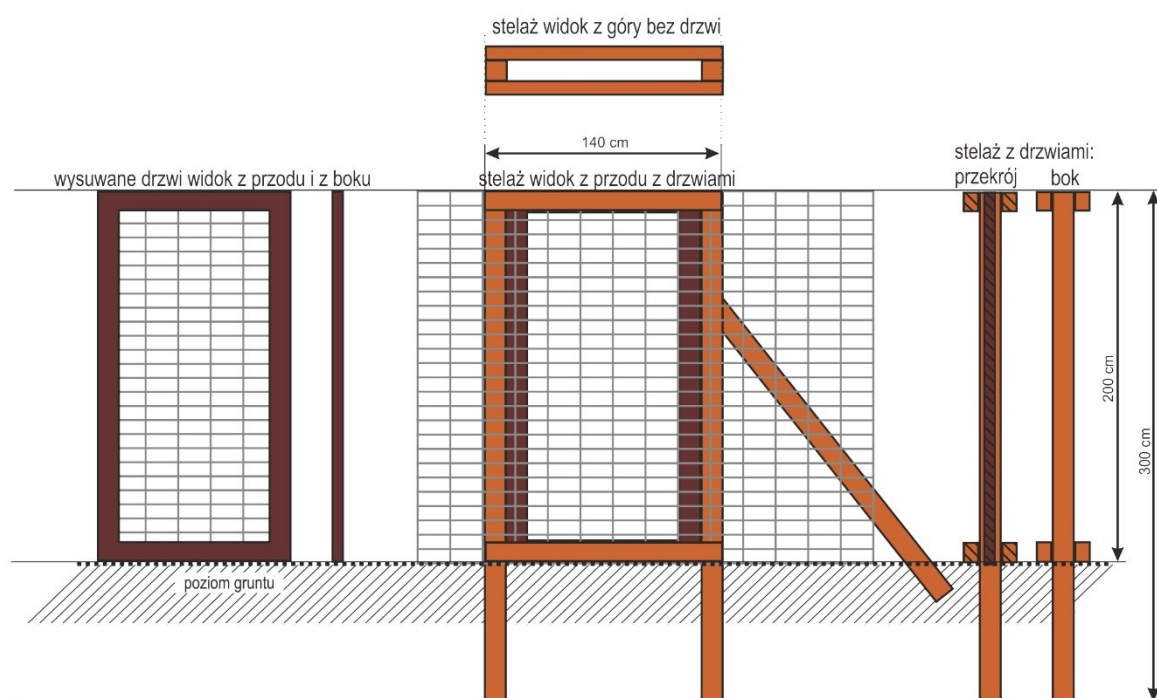 stelaż widok z góry bez drzwi
140 cm
wysuwane drzwi widok z przodu i z boku
stelaż widok z przodu z drzwiami
stelaż z drzwiami:
przekrój
bok
200 cm
300 cm
poziom gruntu